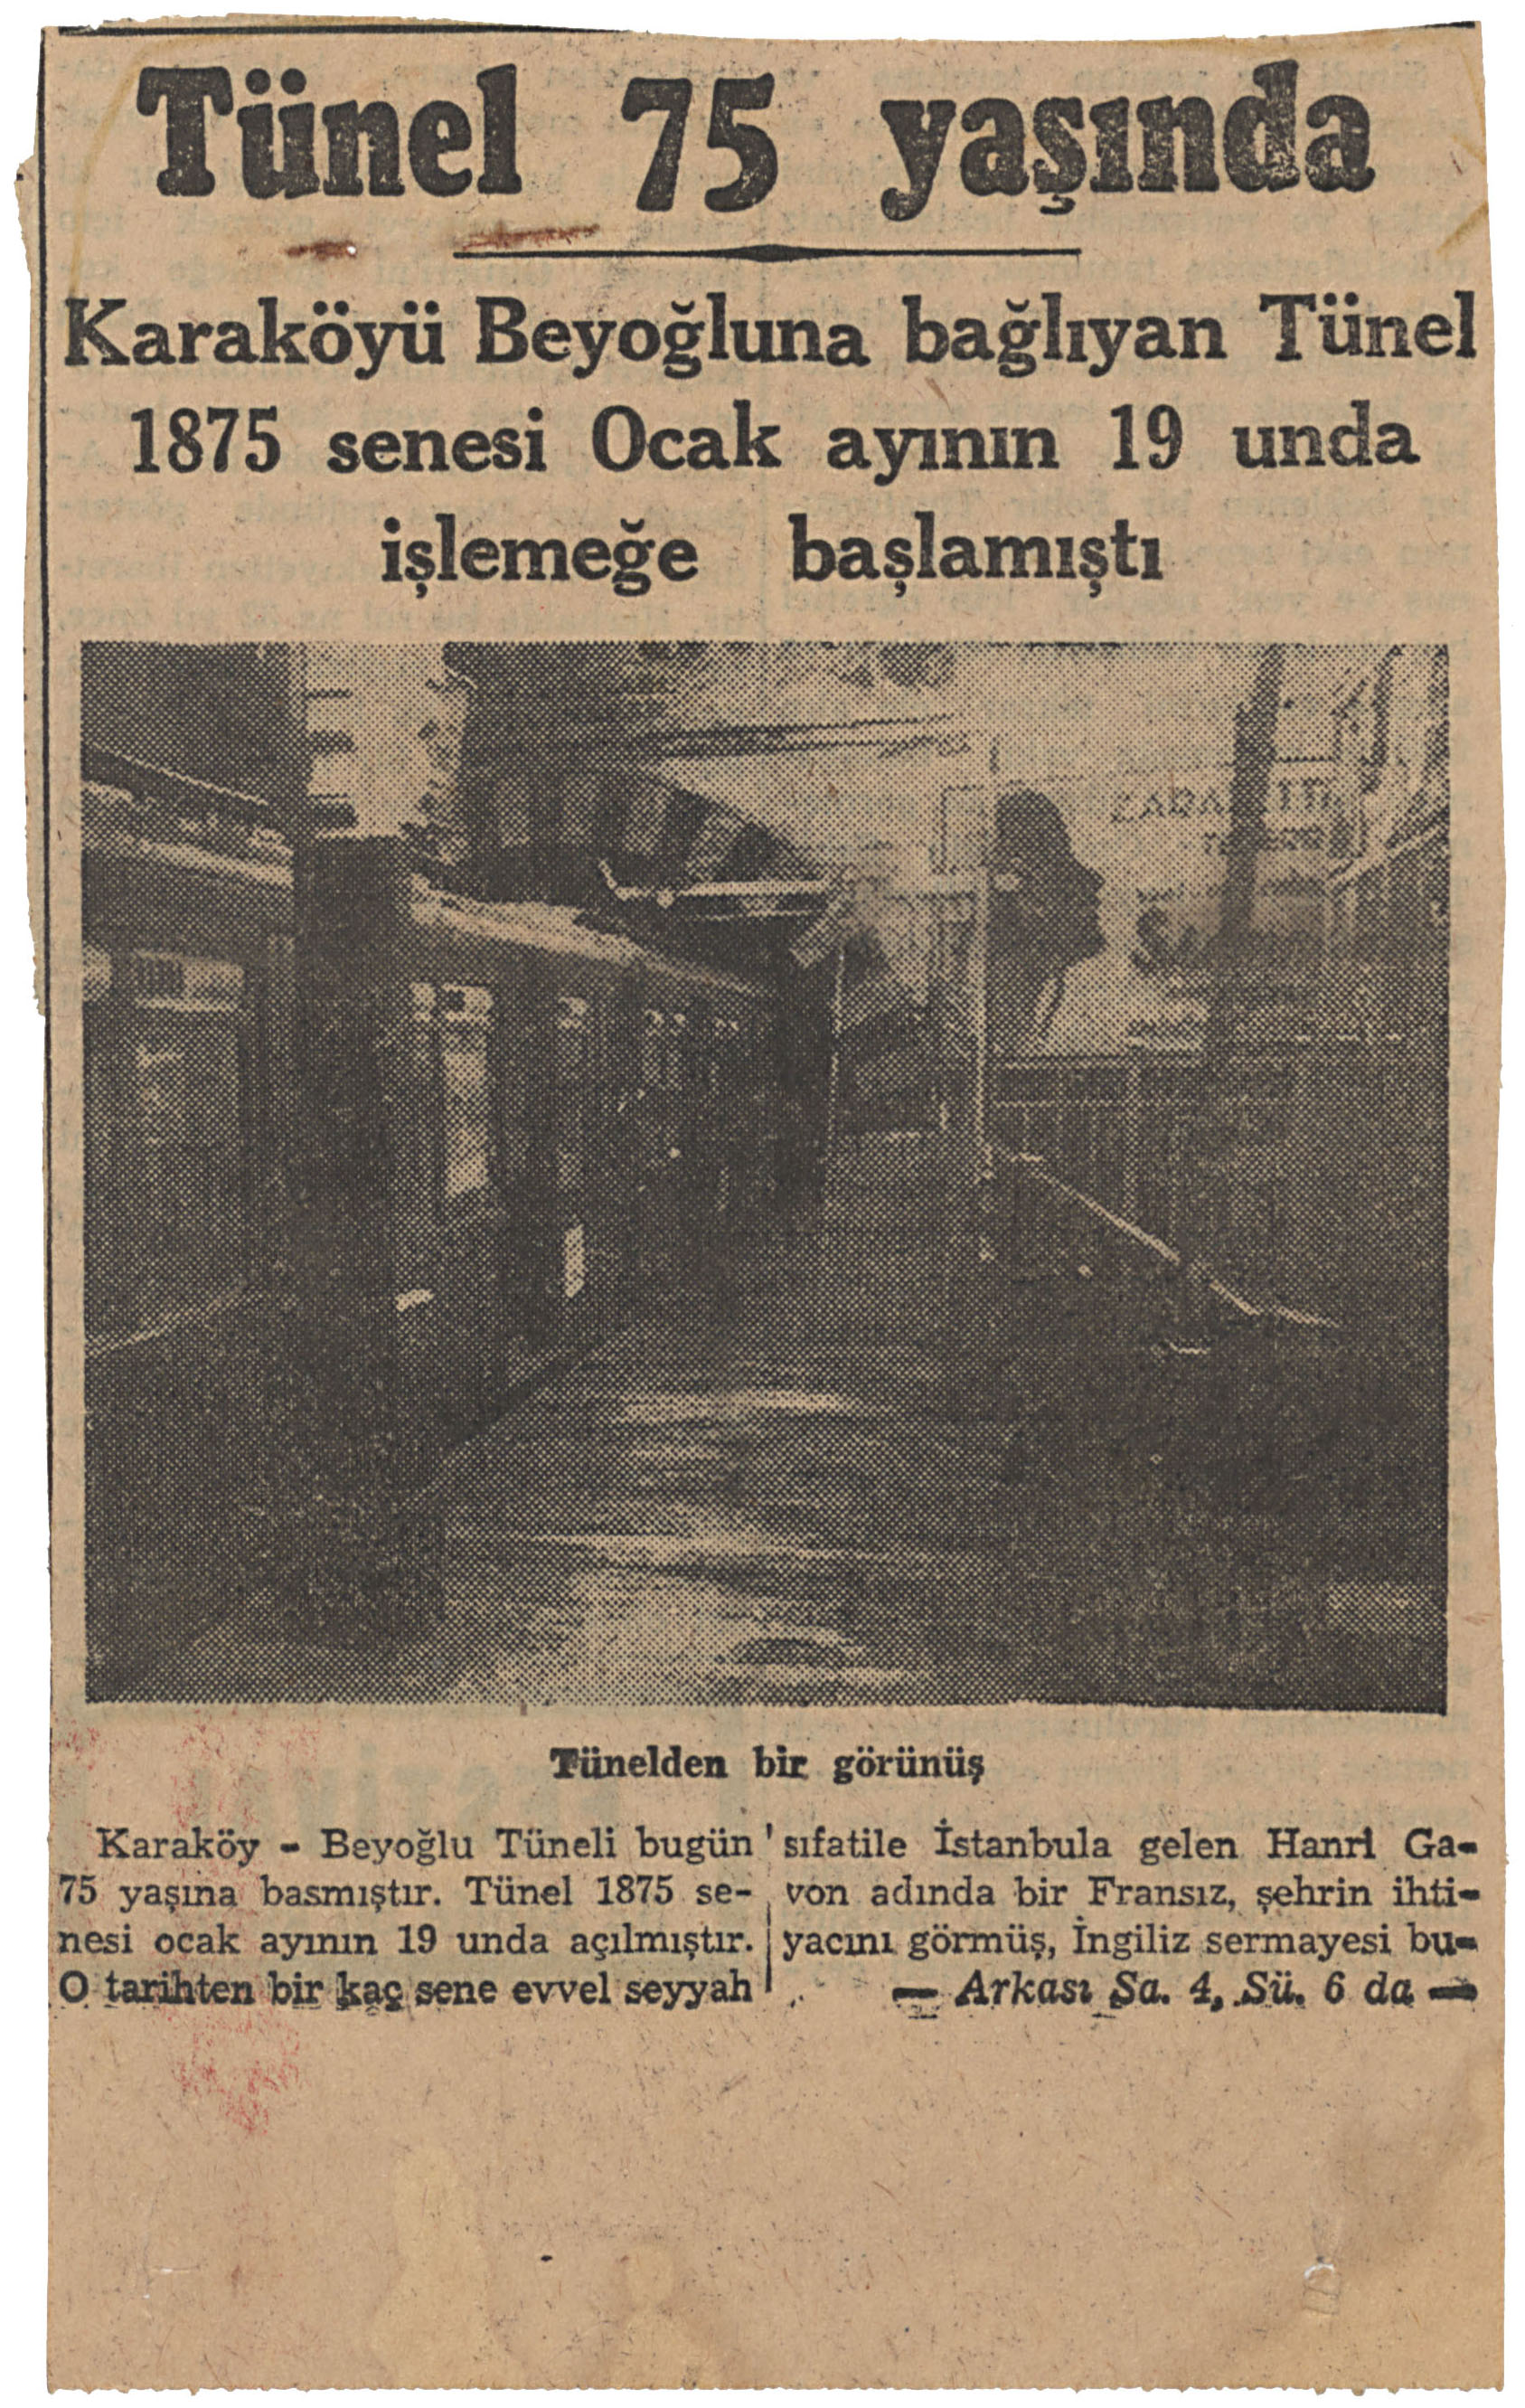 Tünel 75 yaşında
Karaköyü Beyoğluna bağlıyan Tünel
1875 senesi Ocak ayının 19 unda
işlemeğe başlamıştı
Tünelden bir görünüş
Karaköy - Beyoğlu Tüneli bugün
75 yaşına basmıştır. Tünel 1875 se-
nesi ocak ayının 19 unda açılmıştır.
O tarihten bir kaç sene evvel seyyah
sıfatile İstanbula gelen Hanri Ga-
von adında bir Fransız, şehrin ihti-
yacını görmüş, İngiliz sermayesi bu-
— Arkası Sa. 4, Sü. 6 da —